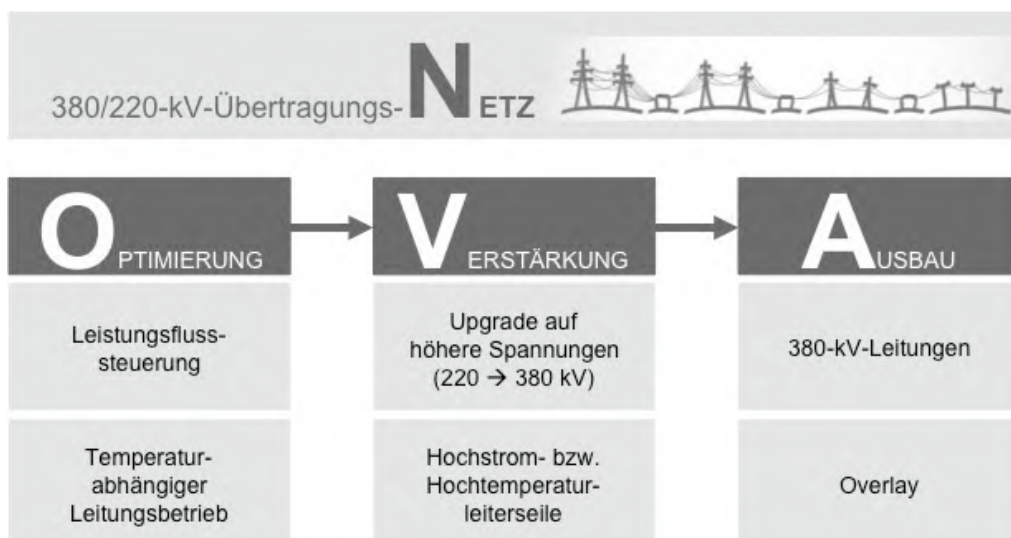 380/220-kV-Übertragungs-NETZ
OPTIMIERUNG
VERSTÄRKUNG
AUSBAU
Leistungsfluss-
steuerung
Upgrade auf
höhere Spannungen
(220 → 380 kV)
380-kV-Leitungen
Temperatur-
abhängiger
Leitungsbetrieb
Hochstrom- bzw.
Hochtemperatur-
leiterseile
Overlay